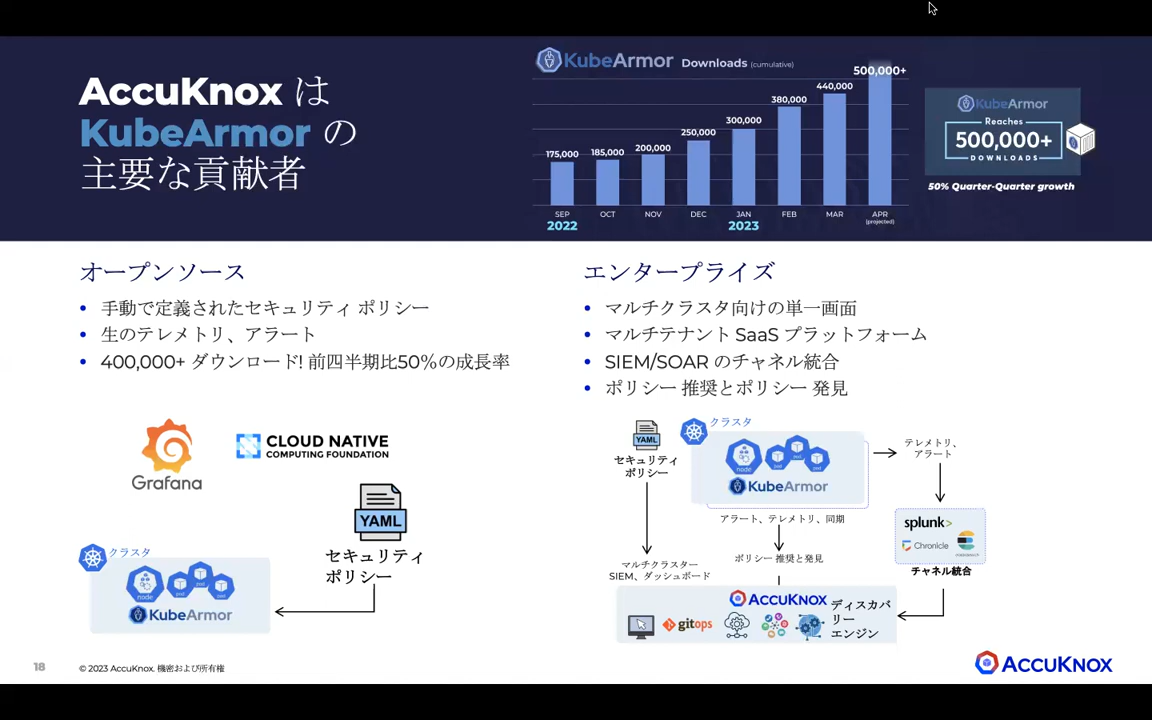 AccuKnox は
KubeArmor の
主要な貢献者
KubeArmor Downloads (cumulative)
175,000
185,000
200,000
250,000
300,000
380,000
440,000
500,000+
SEP
OCT
NOV
DEC
JAN
FEB
MAR
APR
(projected)
2022
2023
KubeArmor
Reaches
500,000+
DOWNLOADS
50% Quarter-Quarter growth
オープンソース
• 手動で定義されたセキュリティ ポリシー
• 生のテレメトリ、アラート
• 400,000+ ダウンロード! 前四半期比50%の成長率
Grafana
CLOUD NATIVE
COMPUTING FOUNDATION
YAML
セキュリティ
ポリシー
クラスタ
node
pod
pod
pod
KubeArmor
エンタープライズ
• マルチクラスタ向けの単一画面
• マルチテナント SaaS プラットフォーム
• SIEM/SOAR のチャネル統合
• ポリシー 推奨とポリシー 発見
YAML
セキュリティ
ポリシー
クラスタ
node
pod
pod
pod
KubeArmor
テレメトリ、
アラート
アラート、テレメトリ、同期
splunk>
Chronicle
チャネル統合
ポリシー 推奨と発見
マルチクラスター
SIEM、ダッシュボード
ACCUKNOX
gitops
ディスカバ
リー
エンジン
18
© 2023 AccuKnox. 機密および所有権
ACCUKNOX